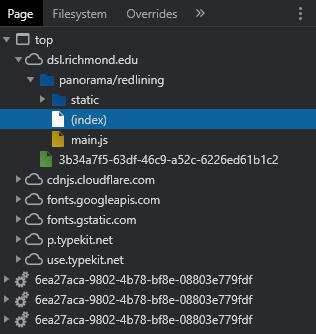 Page Filesystem Overrides »
top
dsl.richmond.edu
panorama/redlining
static
(index)
main.js
3b34a7f5-63df-46c9-a52c-6226ed61b1c2
cdnjs.cloudflare.com
fonts.googleapis.com
fonts.gstatic.com
p.typekit.net
use.typekit.net
6ea27aca-9802-4b78-bf8e-08803e779fdf
6ea27aca-9802-4b78-bf8e-08803e779fdf
6ea27aca-9802-4b78-bf8e-08803e779fdf